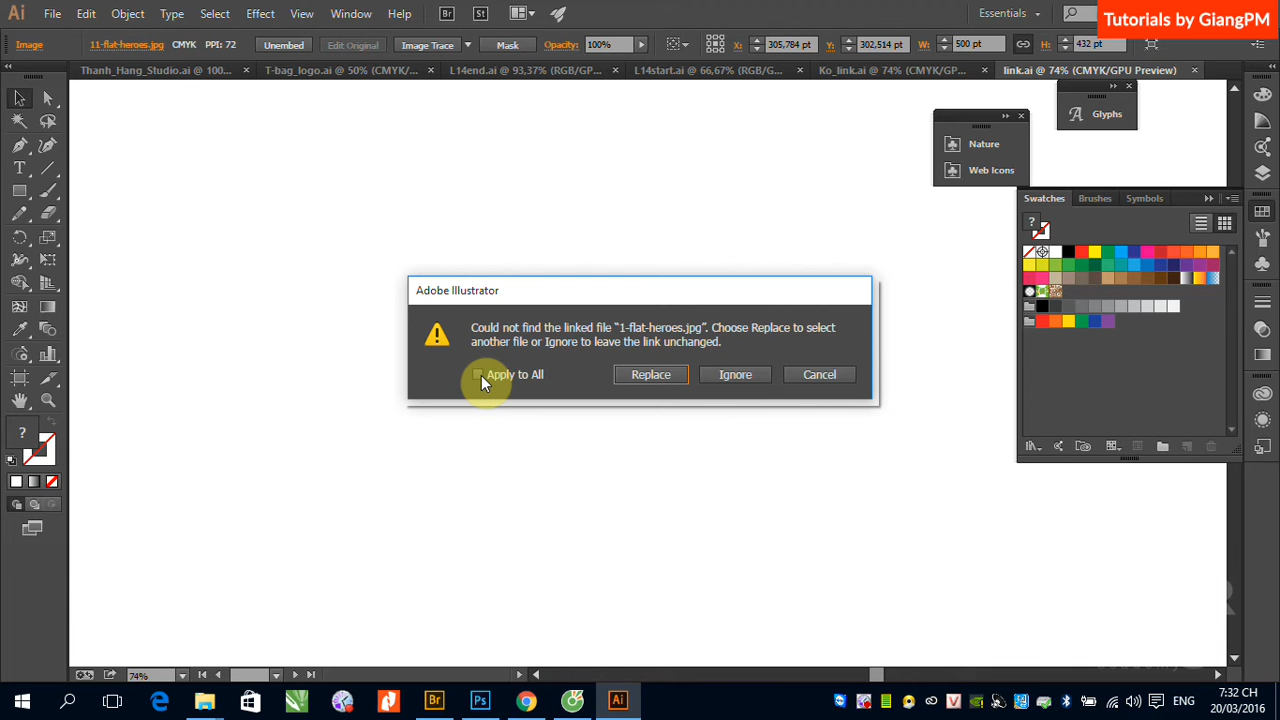 Ai File Edit Object Type Select Effect View Window Help Br St Essentials
Tutorials by GiangPM
Image 11-flat-heroes.jpg CMYK PPI: 72 Unembed Edit Original Image Trace Mask Opacity: 100% X: 305,784 pt Y: 302,514 pt W: 500 pt H: 432 pt
Thanh_Hang_Studio.ai @ 100... × T-bag_logo.ai @ 50% (CMYK/... × L14end.ai @ 93,37% (RGB/GP... × L14start.ai @ 66,67% (RGB/G... × Ko_link.ai @ 74% (CMYK/GP... × link.ai @ 74% (CMYK/GPU Preview) ×
Glyphs
Nature
Web Icons
Swatches Brushes Symbols
Adobe Illustrator
Could not find the linked file “1-flat-heroes.jpg”. Choose Replace to select
another file or Ignore to leave the link unchanged.
Apply to All Replace Ignore Cancel
74%
Br Ps Ai ENG 7:32 CH
20/03/2016